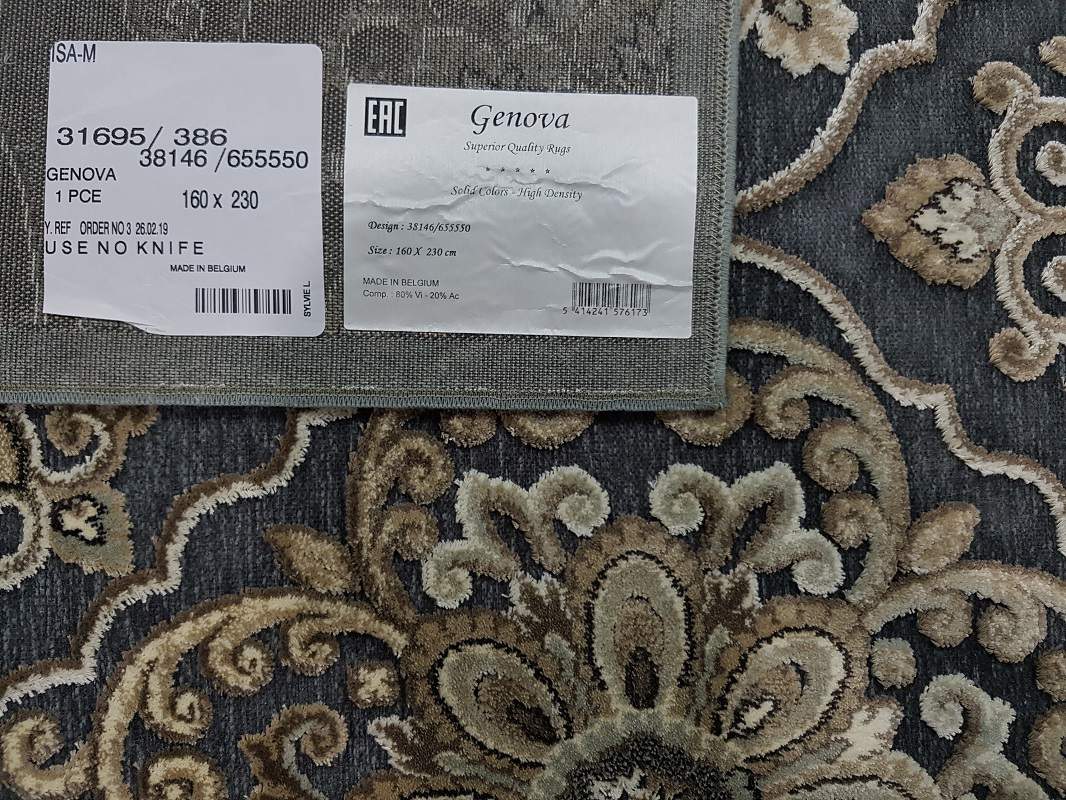 ISA-M
31695/ 386
38146 /655550
GENOVA
1 PCE 160 x 230
Y. REF ORDER NO 3 26.02.19
USE NO KNIFE
MADE IN BELGIUM
SYLVIE L
EAC
Genova
Superior Quality Rugs
* * * * *
Solid Colors - High Density
Design : 38146/655550
Size : 160 X 230 cm
MADE IN BELGIUM
Comp. : 80% Vi - 20% Ac
5 414241 576173